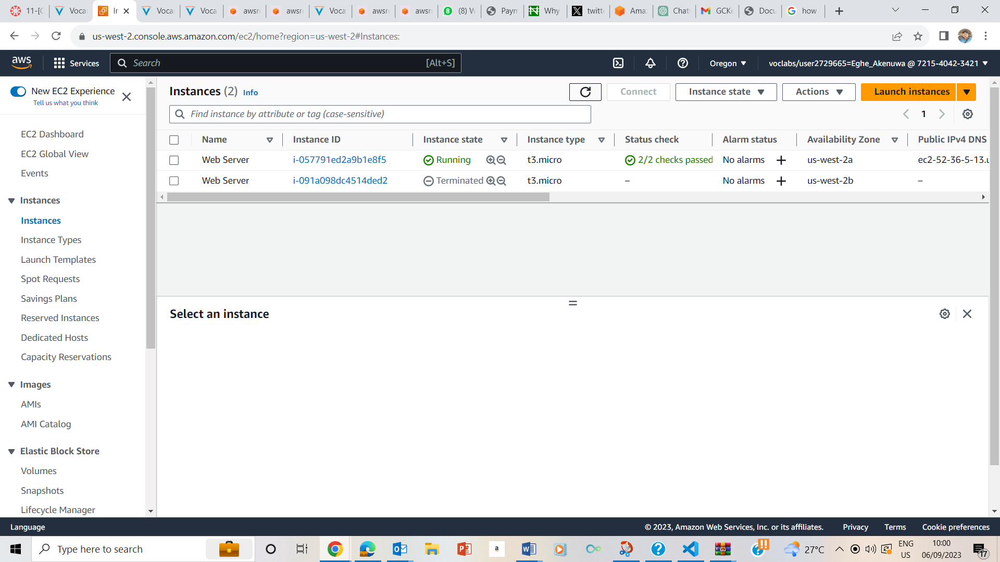 11-[C
Voca
In
Voca
Voca
awsr
awsr
Voca
awsr
awsr
(8) W
Paym
Why
twitt
Ama
Chat
GCK
Docu
how
us-west-2.console.aws.amazon.com/ec2/home?region=us-west-2#Instances:
aws
Services
Search
[Alt+S]
Oregon
voclabs/user2729665=Eghe_Akenuwa @ 7215-4042-3421
New EC2 Experience
Tell us what you think
EC2 Dashboard
EC2 Global View
Events
Instances
Instances
Instance Types
Launch Templates
Spot Requests
Savings Plans
Reserved Instances
Dedicated Hosts
Capacity Reservations
Images
AMIs
AMI Catalog
Elastic Block Store
Volumes
Snapshots
Lifecycle Manager
Instances (2) Info
Connect
Instance state
Actions
Launch instances
Find instance by attribute or tag (case-sensitive)
1
Name Instance ID Instance state Instance type Status check Alarm status Availability Zone Public IPv4 DNS
Web Server i-057791ed2a9b1e8f5 Running t3.micro 2/2 checks passed No alarms + us-west-2a ec2-52-36-5-13.u
Web Server i-091a098dc4514ded2 Terminated t3.micro – No alarms + us-west-2b –
Select an instance
Language
© 2023, Amazon Web Services, Inc. or its affiliates.
Privacy
Terms
Cookie preferences
Type here to search
27°C
ENG
US
10:00
06/09/2023
17